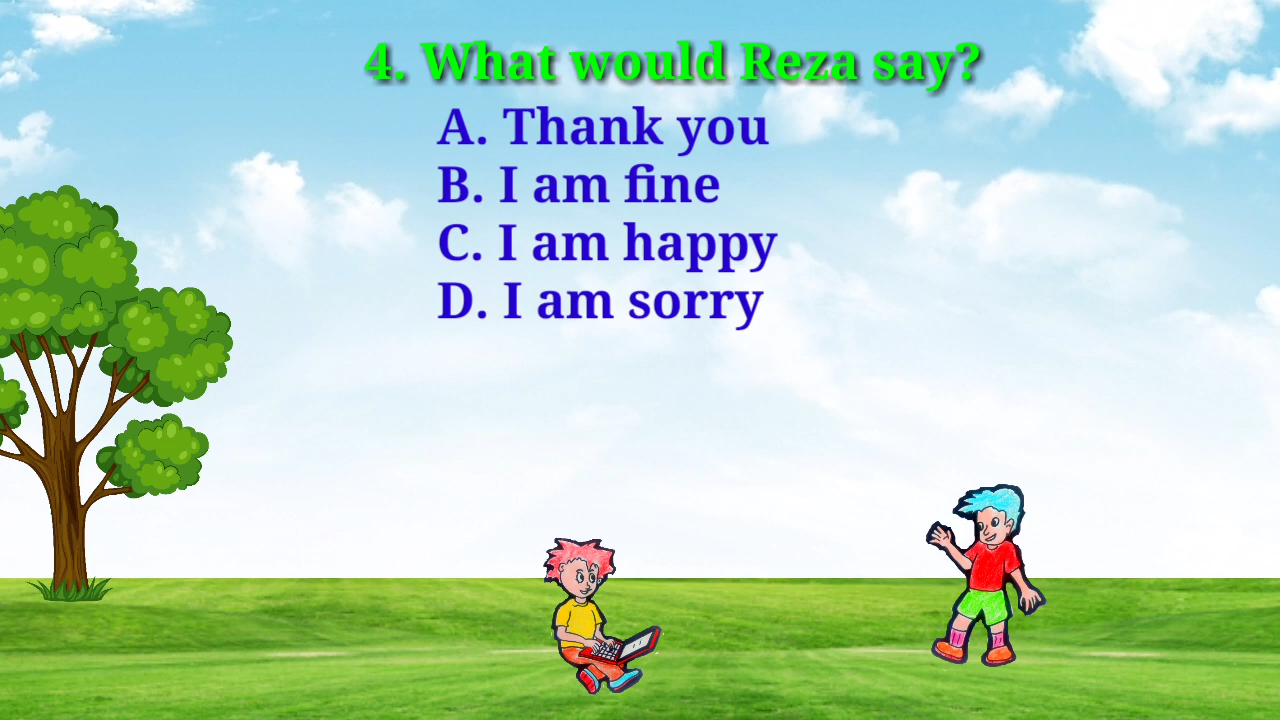 4. What would Reza say?
A. Thank you
B. I am fine
C. I am happy
D. I am sorry